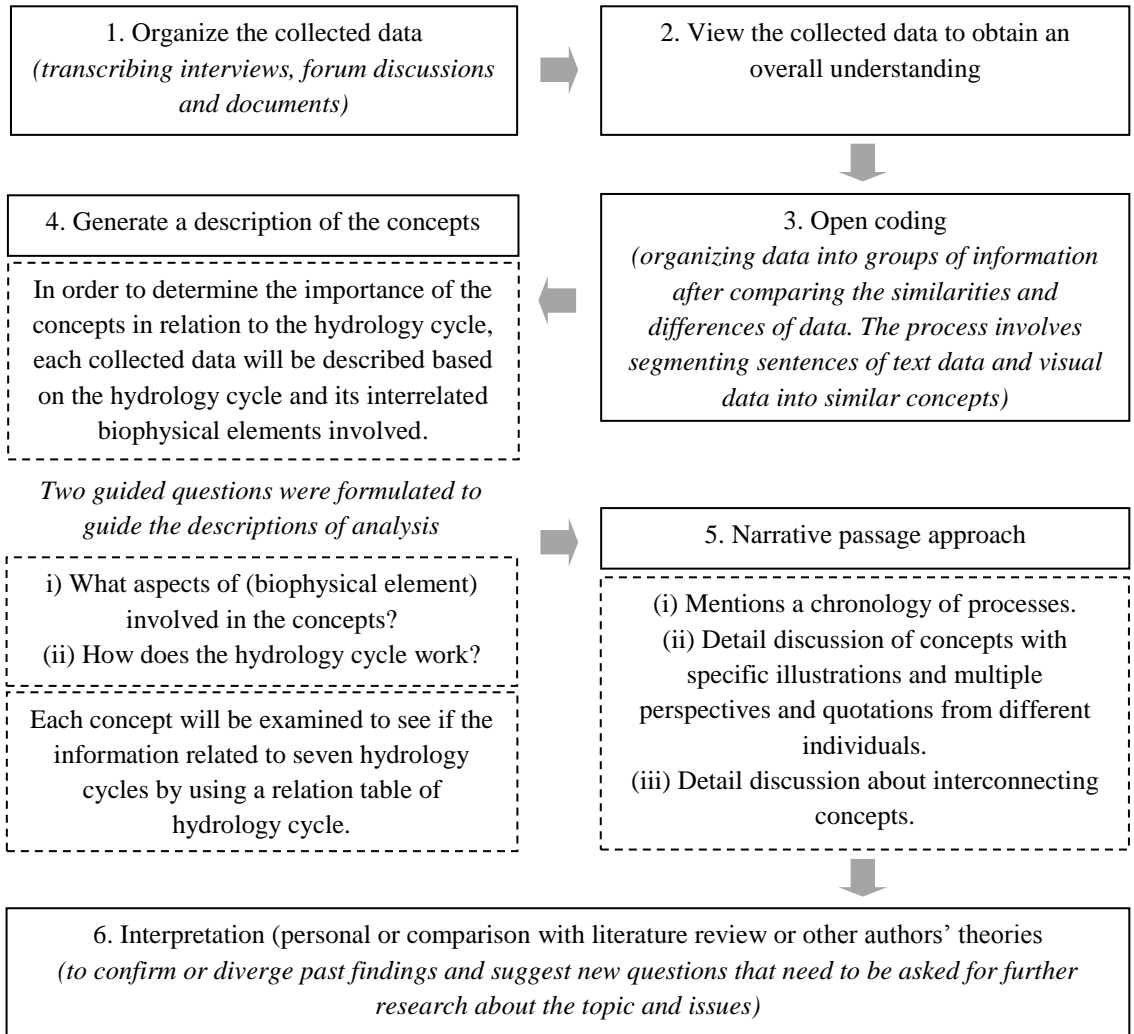 1. Organize the collected data
(transcribing interviews, forum discussions
and documents)
2. View the collected data to obtain an
overall understanding
3. Open coding
(organizing data into groups of information
after comparing the similarities and
differences of data. The process involves
segmenting sentences of text data and visual
data into similar concepts)
4. Generate a description of the concepts
In order to determine the importance of the
concepts in relation to the hydrology cycle,
each collected data will be described based
on the hydrology cycle and its interrelated
biophysical elements involved.
Two guided questions were formulated to
guide the descriptions of analysis
i) What aspects of (biophysical element)
involved in the concepts?
(ii) How does the hydrology cycle work?
Each concept will be examined to see if the
information related to seven hydrology
cycles by using a relation table of
hydrology cycle.
5. Narrative passage approach
(i) Mentions a chronology of processes.
(ii) Detail discussion of concepts with
specific illustrations and multiple
perspectives and quotations from different
individuals.
(iii) Detail discussion about interconnecting
concepts.
6. Interpretation (personal or comparison with literature review or other authors’ theories
(to confirm or diverge past findings and suggest new questions that need to be asked for further
research about the topic and issues)